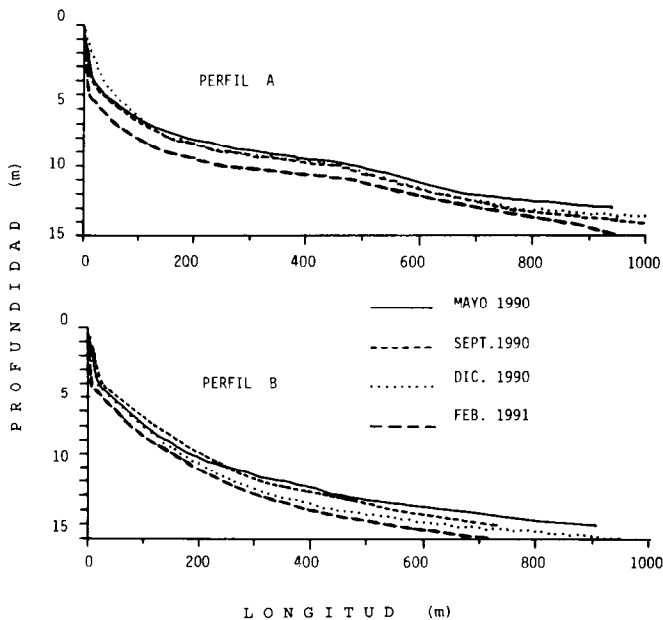 0
5
10
15
PERFIL A
0 200 400 600 800 1000
PROFUNDIDAD (m)
0
5
10
15
PERFIL B
MAYO 1990
SEPT.1990
DIC. 1990
FEB. 1991
0 200 400 600 800 1000
LONGITUD (m)